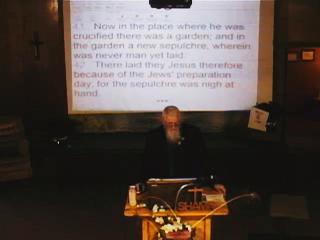 41 Now in the place where he was
crucified there was a garden; and in
the garden a new sepulchre, wherein
was never man yet laid.
42 There laid they Jesus therefore
because of the Jews' preparation
day; for the sepulchre was nigh at
hand.